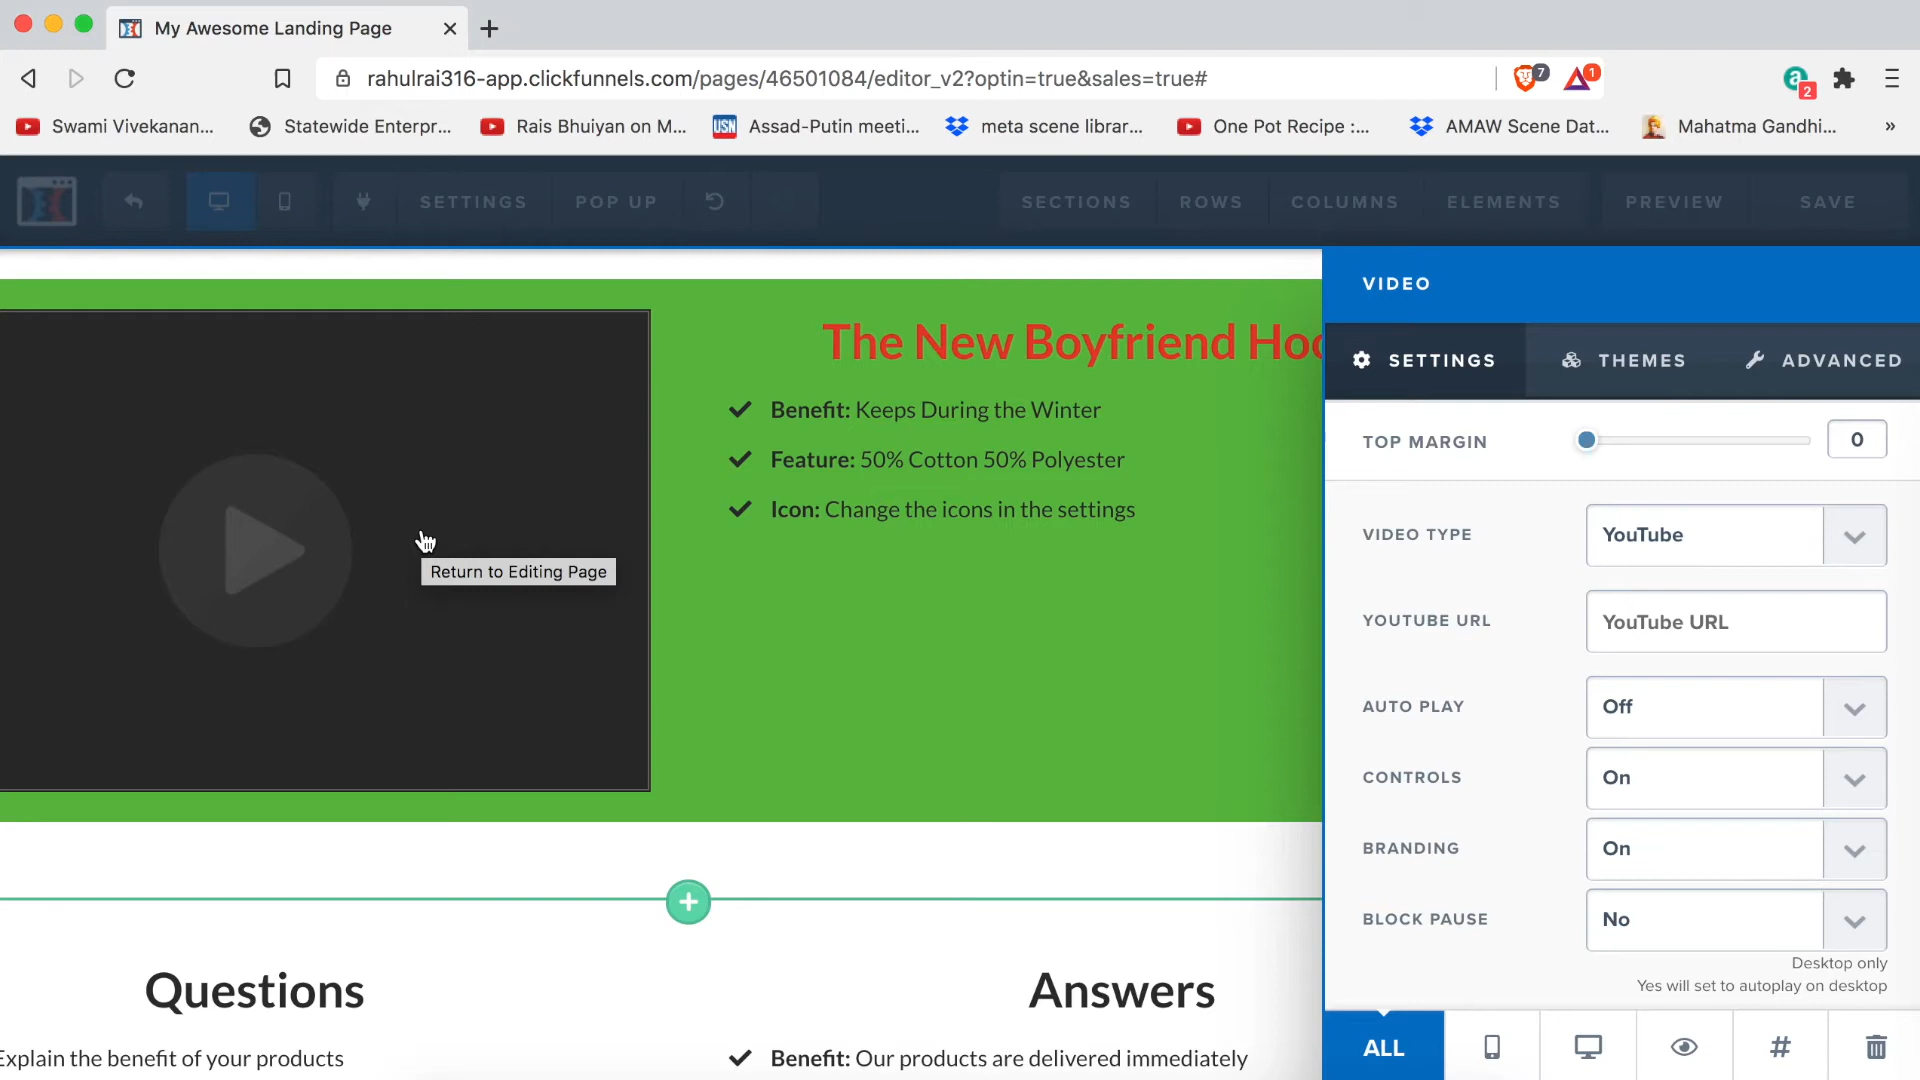 My Awesome Landing Page
rahulrai316-app.clickfunnels.com/pages/46501084/editor_v2?optin=true&sales=true#
7
1
a
2
Swami Vivekanan...
Statewide Enterpr...
Rais Bhuiyan on M...
USN
Assad-Putin meeti...
meta scene librar...
One Pot Recipe :...
AMAW Scene Dat...
Mahatma Gandhi...
»
SETTINGS
POP UP
SECTIONS
ROWS
COLUMNS
ELEMENTS
PREVIEW
SAVE
The New Boyfriend Hoo
Benefit: Keeps During the Winter
Feature: 50% Cotton 50% Polyester
Icon: Change the icons in the settings
Return to Editing Page
Questions
Answers
Explain the benefit of your products
Benefit: Our products are delivered immediately
VIDEO
SETTINGS
THEMES
ADVANCED
TOP MARGIN
0
VIDEO TYPE
YouTube
YOUTUBE URL
YouTube URL
AUTO PLAY
Off
CONTROLS
On
BRANDING
On
BLOCK PAUSE
No
Desktop only
Yes will set to autoplay on desktop
ALL
#